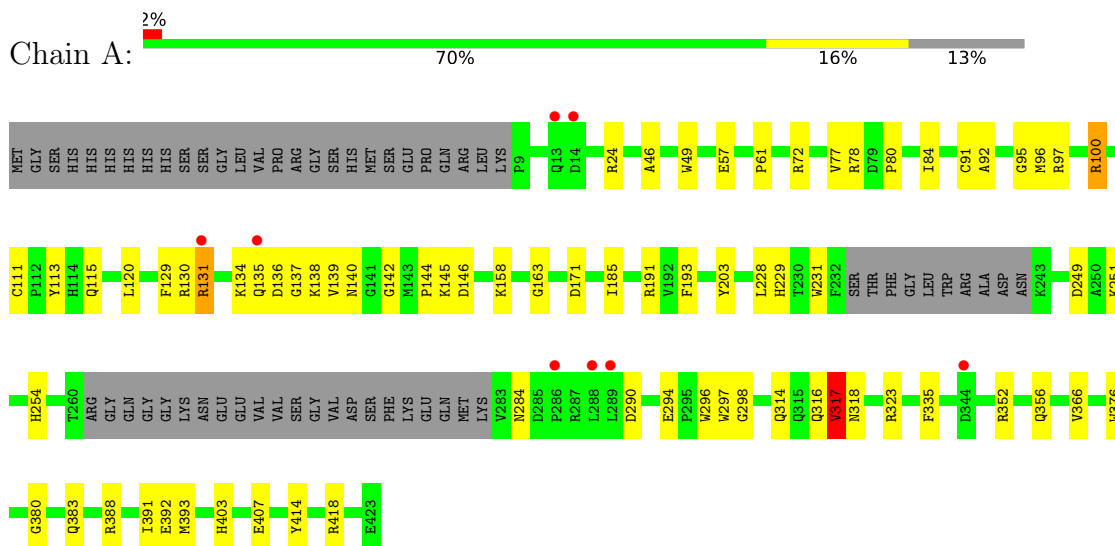 2%
Chain A:
70% 16% 13%
MET GLY SER HIS HIS HIS HIS HIS HIS SER SER GLY LEU VAL PRO ARG GLY SER HIS MET SER GLU PRO GLN ARG LEU LYS P9 Q13 D14 R24 A46 W49 E57 P61 R72 V77 R78 D79 P80 I84 C91 A92 G95 M96 R97 R100
C111 P112 Y113 H114 Q115 L120 F129 R130 R131 K134 Q135 D136 G137 K138 V139 N140 G141 G142 M143 P144 K145 D146 K158 G163 D171 I185 R191 V192 F193 Y203 L228 H229 T230 W231 F232 SER THR PHE GLY LEU TRP ARG ALA ASP ASN K243 D249 A250 K251
H254 T260 ARG GLY GLN GLY GLY LYS ASN GLU GLU VAL VAL SER GLY VAL ASP SER PHE LYS GLU GLN MET LYS V283 N284 D285 P286 R287 L288 L289 D290 E294 P295 W296 W297 G298 Q314 Q315 Q316 V317 N318 R323 F335 D344 R352 Q356 V366 W376
G380 Q383 R388 I391 E392 M393 H403 E407 Y414 R418 E423